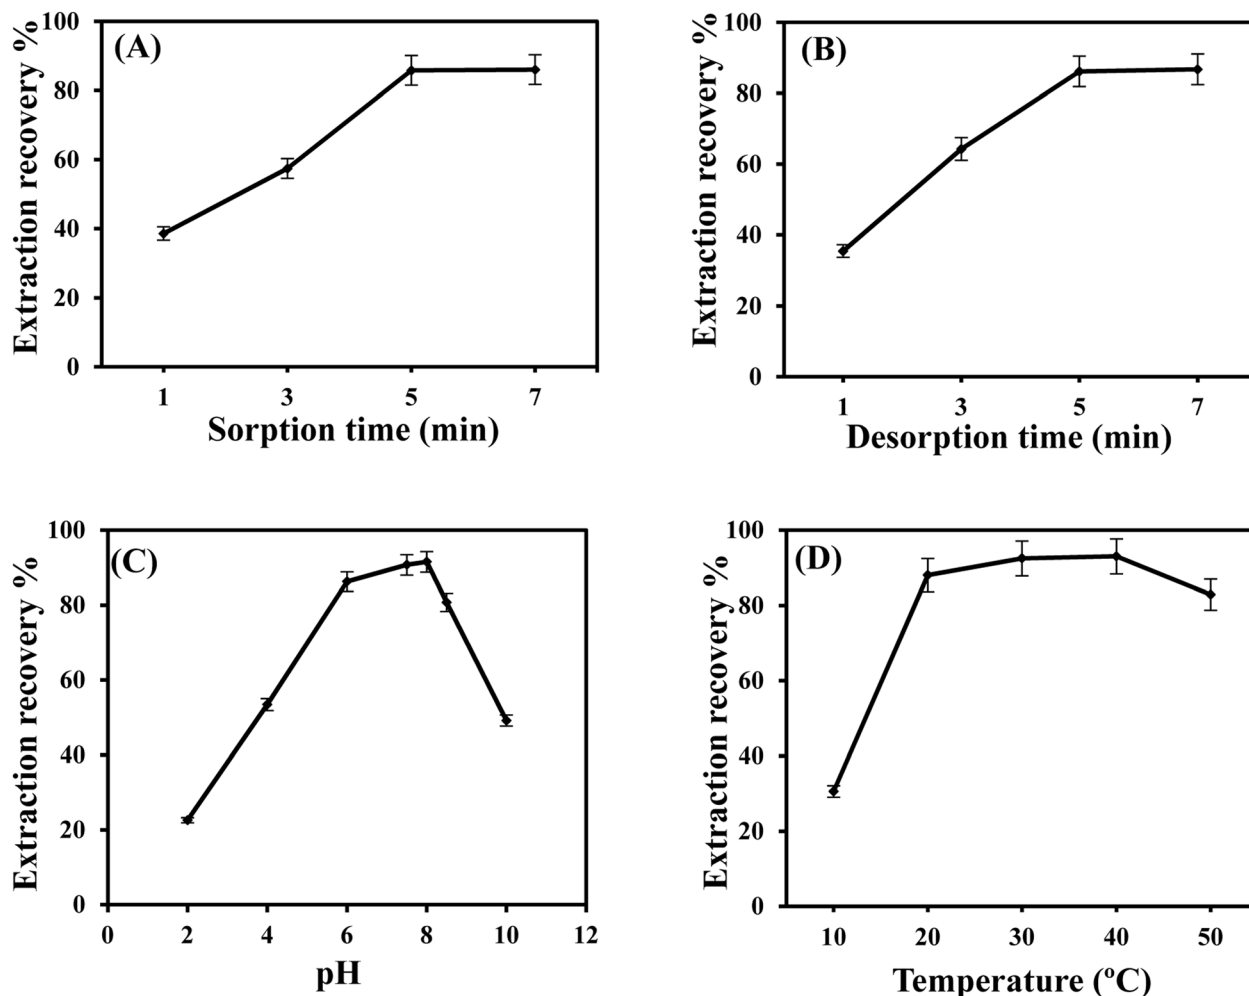 (A)
Extraction recovery %
100
80
60
40
20
0
1 3 5 7
Sorption time (min)
(B)
Extraction recovery %
100
80
60
40
20
0
1 3 5 7
Desorption time (min)
(C)
Extraction recovery %
100
80
60
40
20
0
0 2 4 6 8 10 12
pH
(D)
Extraction recovery %
100
80
60
40
20
0
10 20 30 40 50
Temperature (ºC)